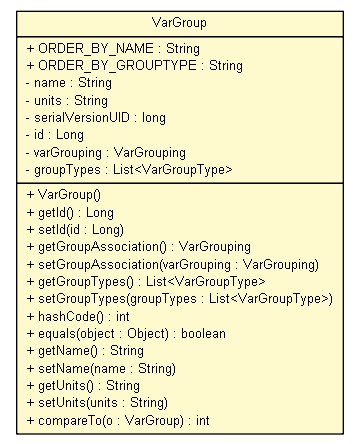 VarGroup
+ ORDER_BY_NAME : String
+ ORDER_BY_GROUPTYPE : String
- name : String
- units : String
- serialVersionUID : long
- id : Long
- varGrouping : VarGrouping
- groupTypes : List<VarGroupType>
+ VarGroup()
+ getId() : Long
+ setId(id : Long)
+ getGroupAssociation() : VarGrouping
+ setGroupAssociation(varGrouping : VarGrouping)
+ getGroupTypes() : List<VarGroupType>
+ setGroupTypes(groupTypes : List<VarGroupType>)
+ hashCode() : int
+ equals(object : Object) : boolean
+ getName() : String
+ setName(name : String)
+ getUnits() : String
+ setUnits(units : String)
+ compareTo(o : VarGroup) : int